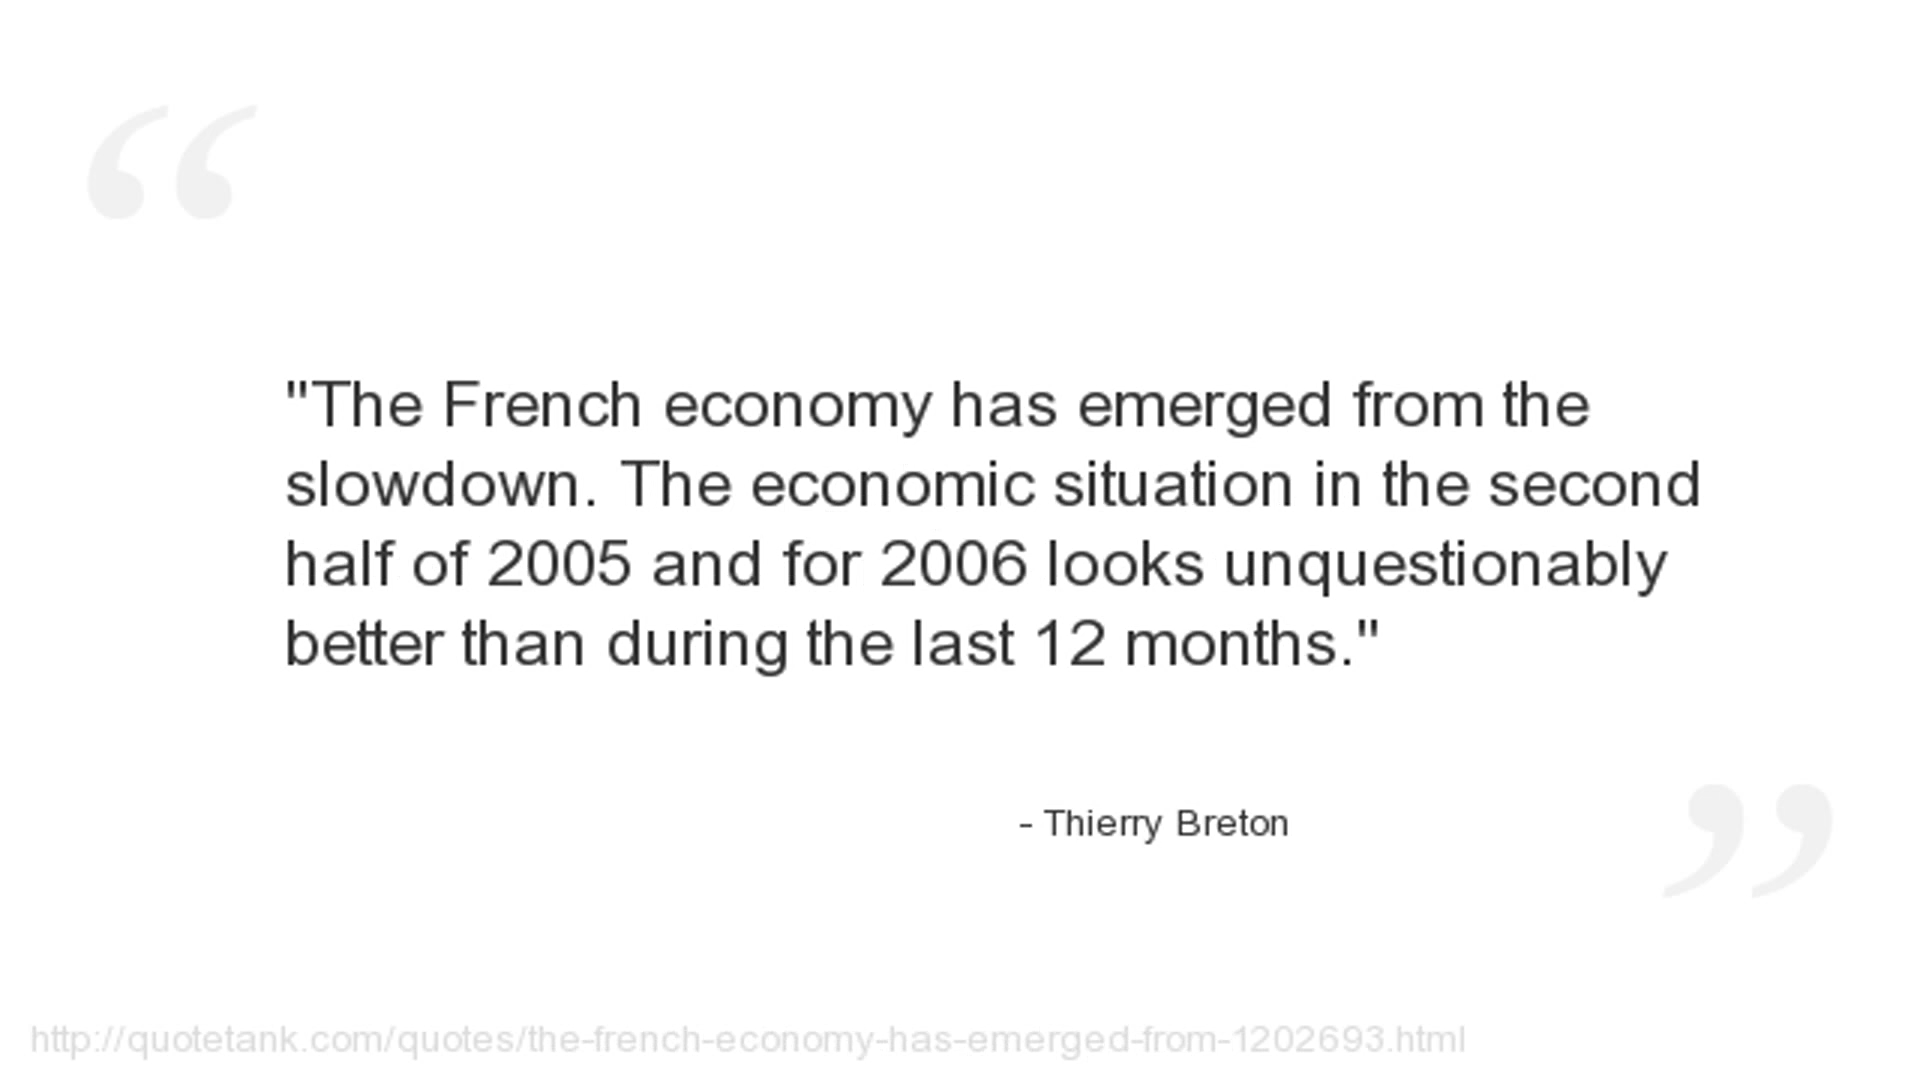 "The French economy has emerged from the
slowdown. The economic situation in the second
half of 2005 and for 2006 looks unquestionably
better than during the last 12 months."
- Thierry Breton
http://quotetank.com/quotes/the-french-economy-has-emerged-from-1202693.html